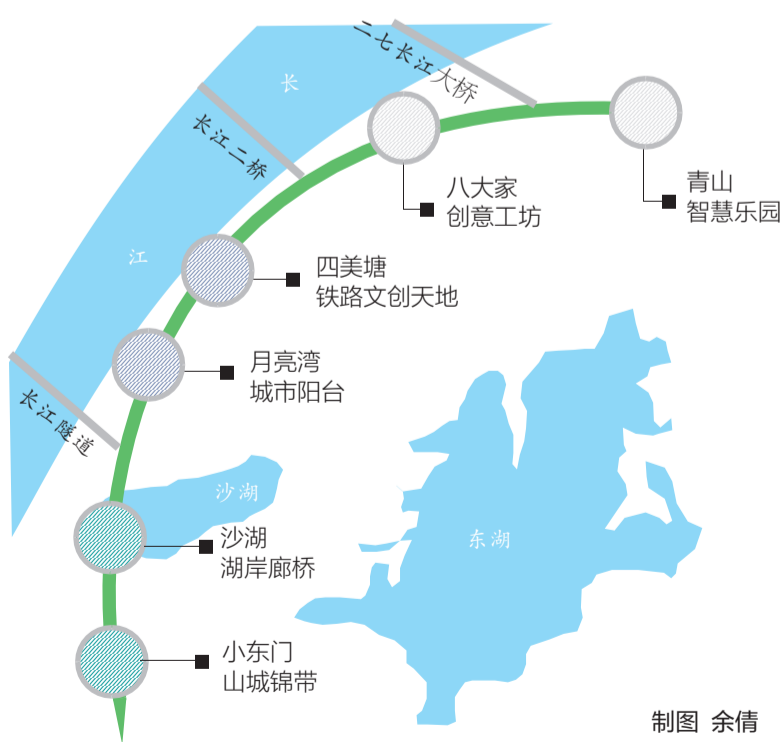 二七长江大桥
长
长江二桥
八大家
创意工坊
青山
智慧乐园
江
四美塘
铁路文创天地
月亮湾
城市阳台
长江隧道
沙湖
沙湖
湖岸廊桥
东湖
小东门
山城锦带
制图 余倩